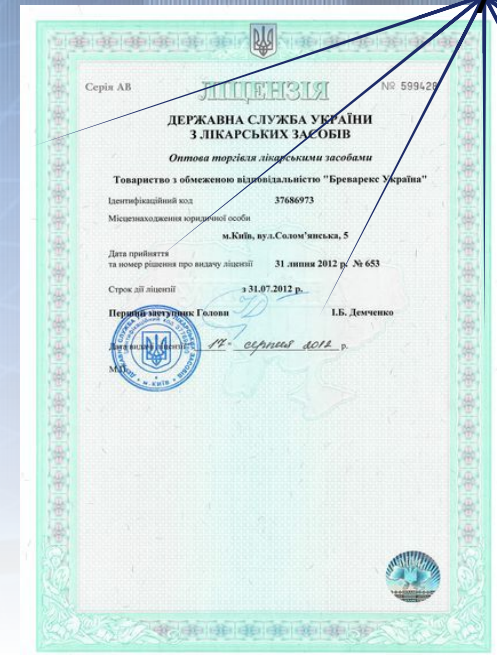 Серія АВ
ЛІЦЕНЗІЯ
№ 599428
ДЕРЖАВНА СЛУЖБА УКРАЇНИ
З ЛІКАРСЬКИХ ЗАСОБІВ
Оптова торгівля лікарськими засобами
Товариство з обмеженою відповідальністю "Бреварекс Україна"
Ідентифікаційний код 37686973
Місцезнаходження юридичної особи
м.Київ, вул.Солом'янська, 5
Дата прийняття
та номер рішення про видачу ліцензії 31 липня 2012 р. № 653
Строк дії ліцензії з 31.07.2012 р.
Перший заступник Голови І.Б. Демченко
Дата видачі ліцензії 17 серпня 2012 р.
М.П.
м.КИЇВ